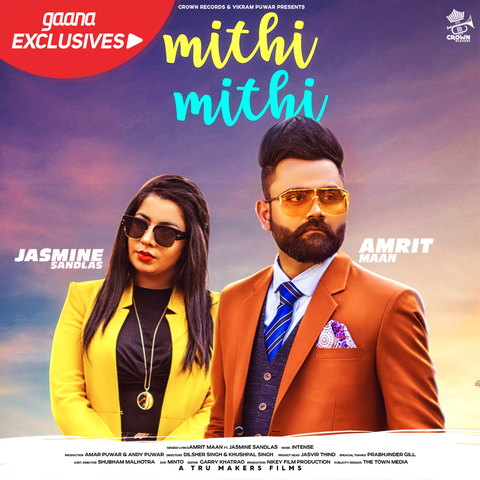 CROWN RECORDS & VIKRAM PUWAR PRESENTS
gaana
EXCLUSIVES
CROWN
RECORDS
mithi
mithi
JASMINE
SANDLAS
AMRIT
MAAN
SINGER/LYRICS AMRIT MAAN FT. JASMINE SANDLAS MUSIC INTENSE
PRODUCTION AMAR PUWAR & ANDY PUWAR DIRECTORS DILSHER SINGH & KHUSHPAL SINGH PROJECT HEAD JASVIR THIND SPEICAL THANKS PRABHJINDER GILL
ASST. DIRECTOR SHUBHAM MALHOTRA DOP MINTO EDITOR GARRY KHATRAO PRODUCTION NIKEY FILM PRODUCTION PUBLICITY DESIGNS THE TOWN MEDIA
A TRU MAKERS FILMS